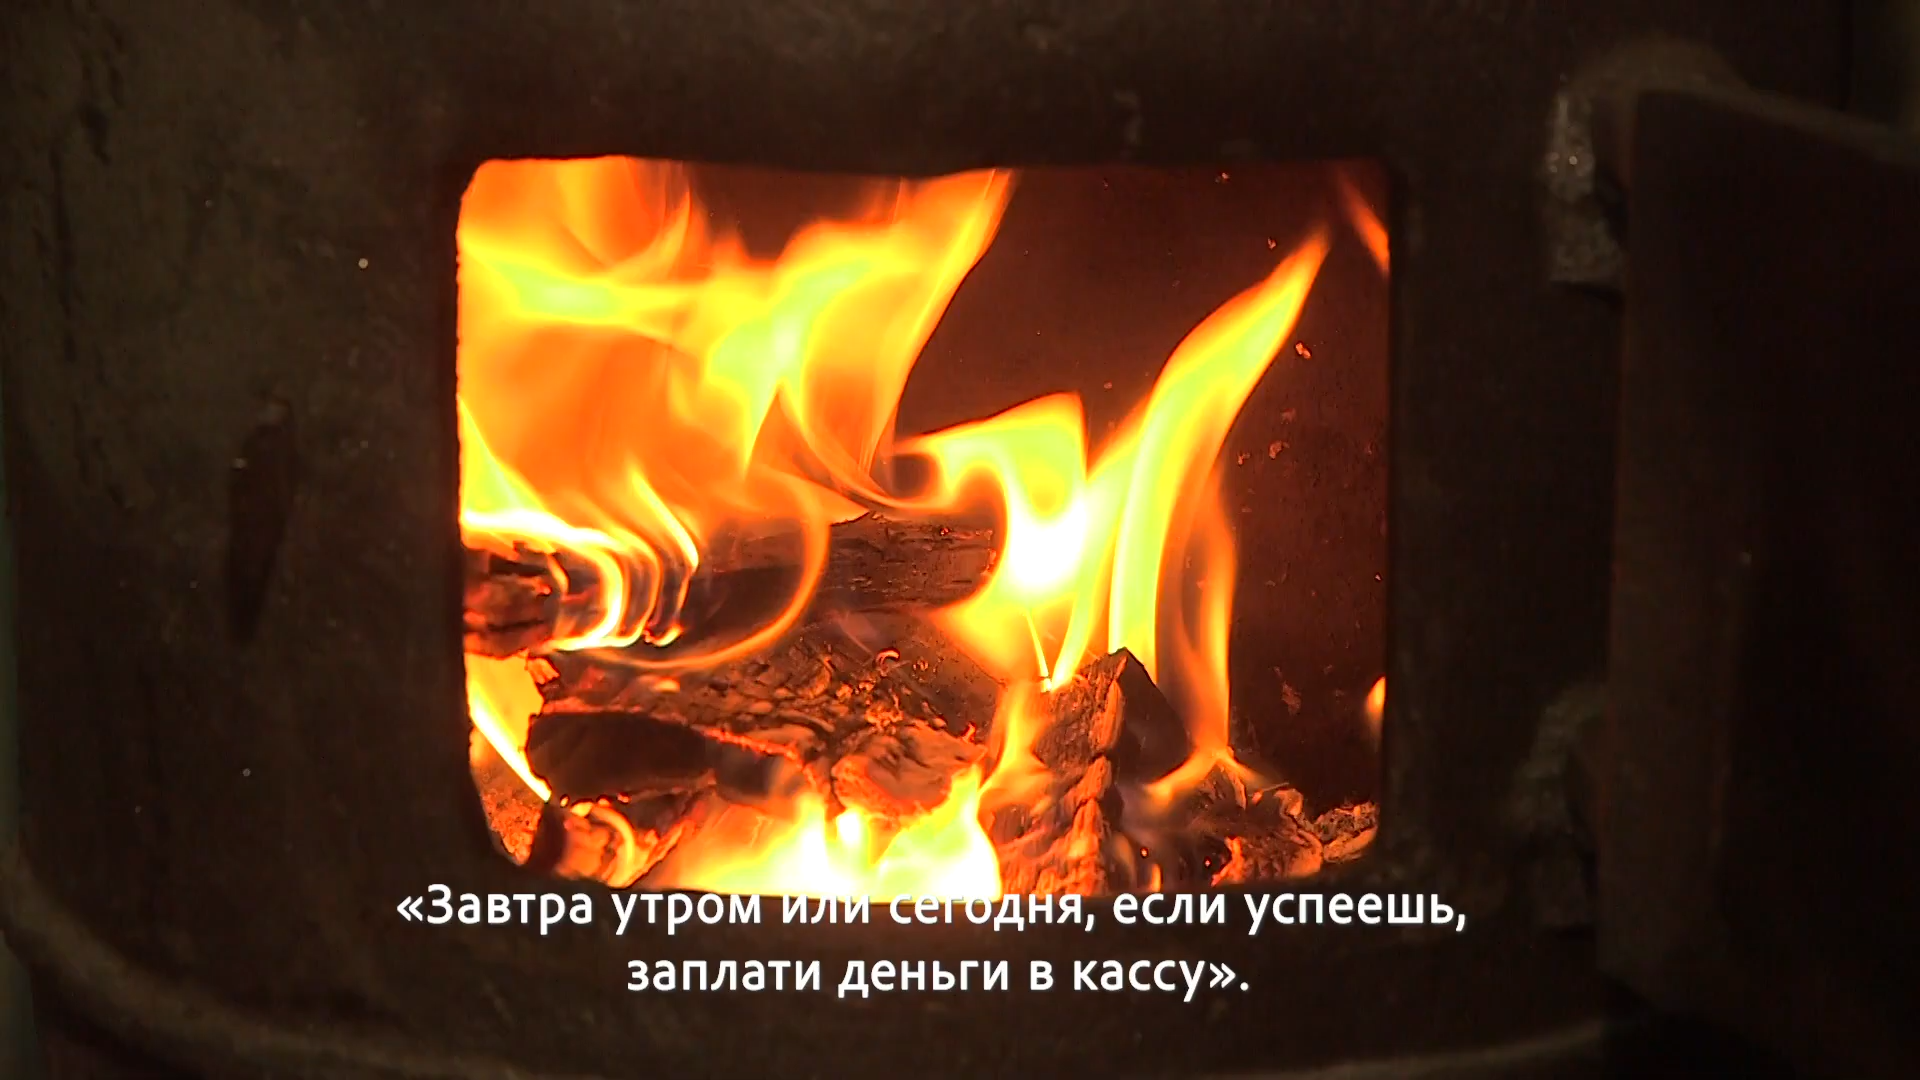 «Завтра утром или сегодня, если успеешь,
заплати деньги в кассу».